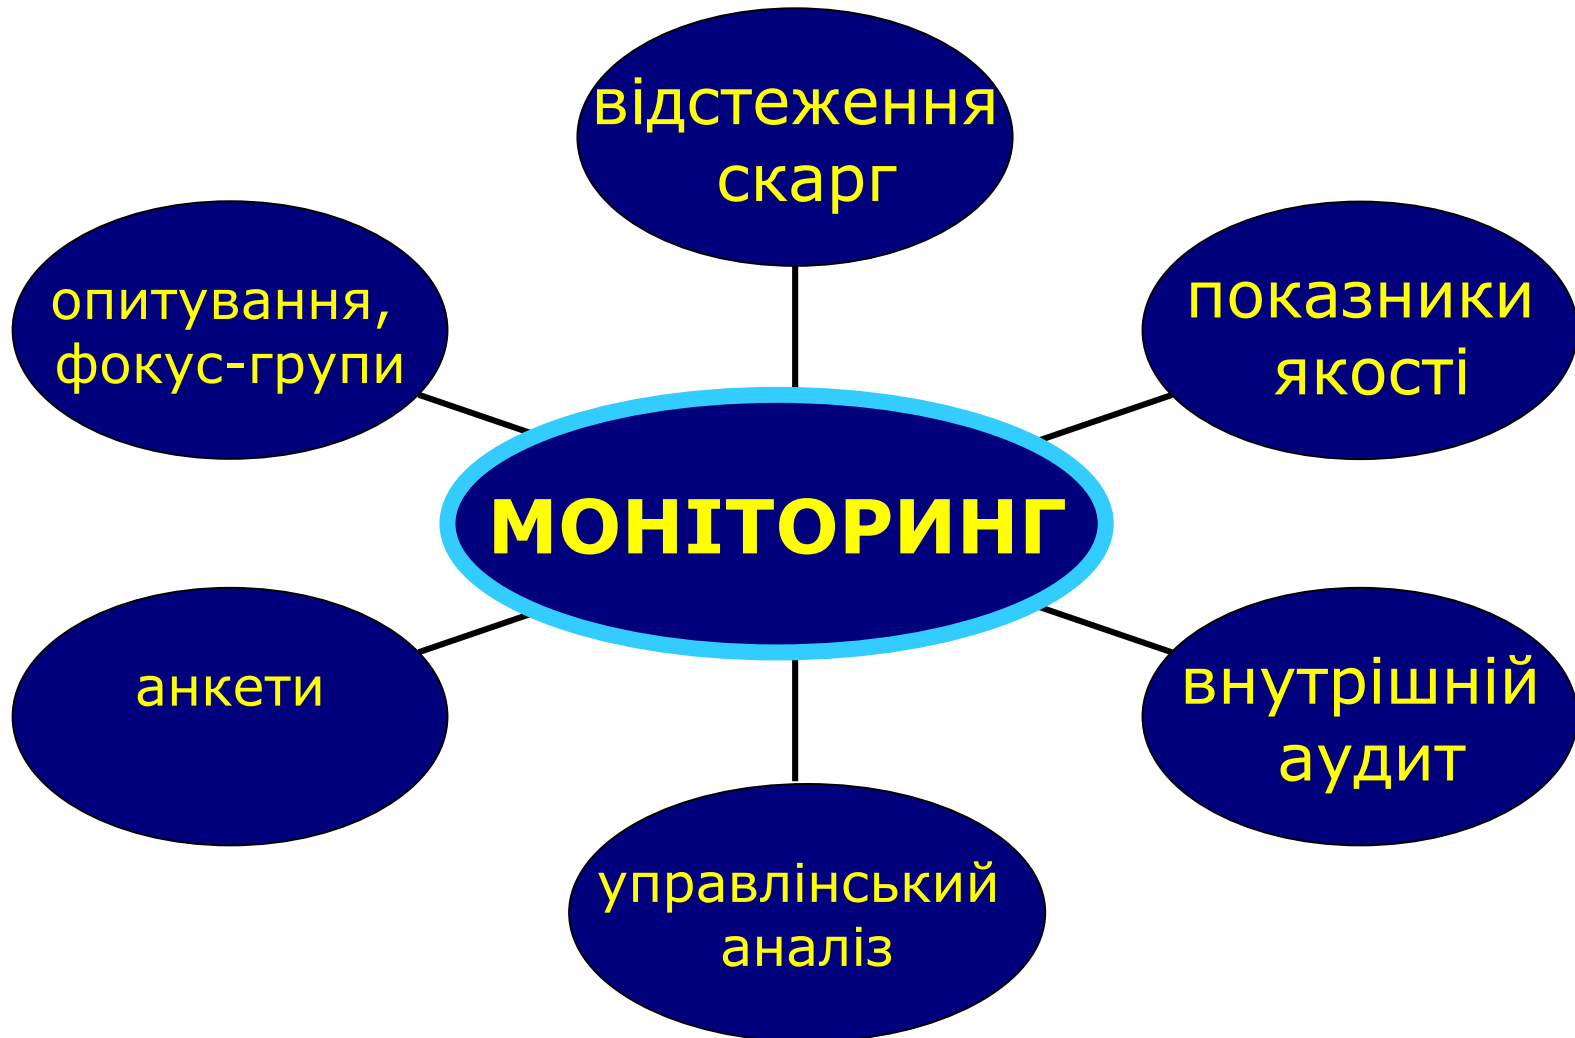 відстеження
скарг
опитування,
фокус-групи
показники
якості
МОНІТОРИНГ
анкети
внутрішній
аудит
управлінський
аналіз